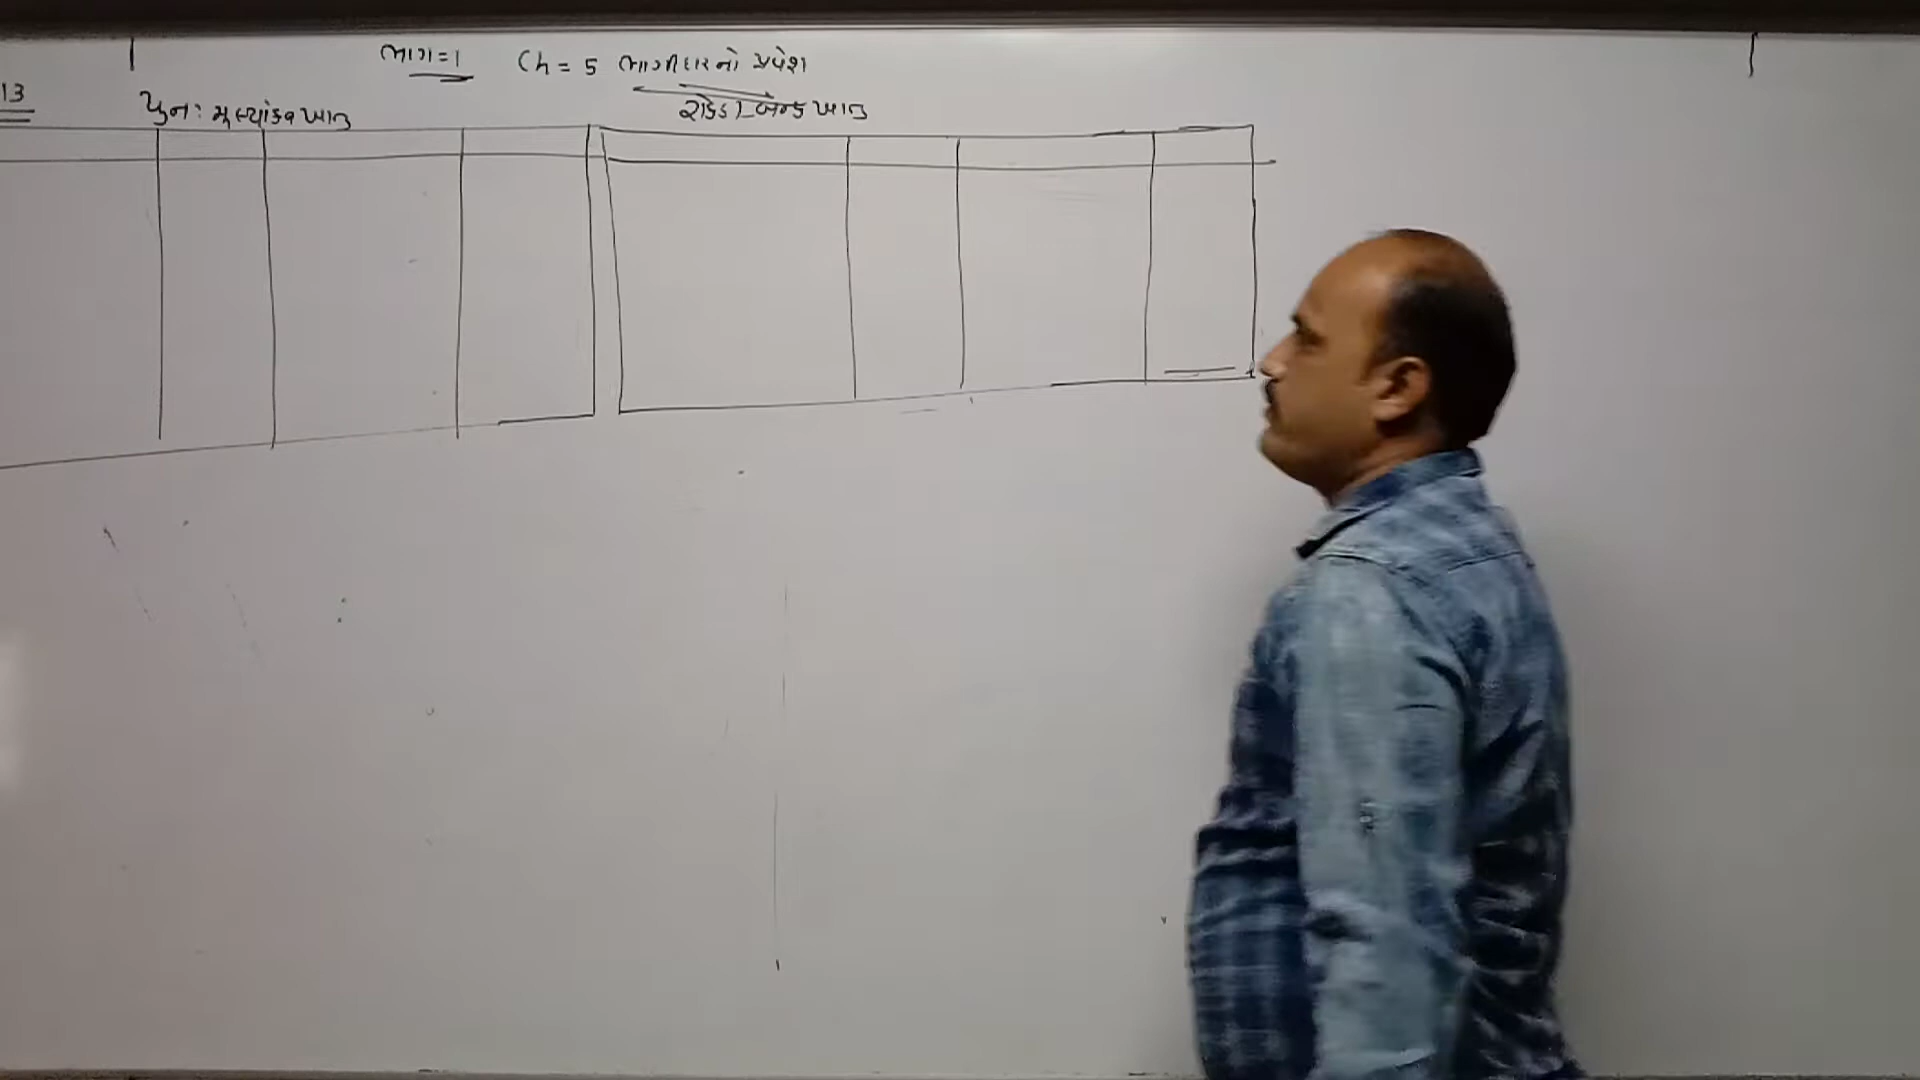 ભાગ = 1 Ch = 5 ભાગીદારનો પ્રવેશ
13
પુનઃ મૂલ્યાંકન ખાતુ રોકડ / બેન્ક ખાતુ